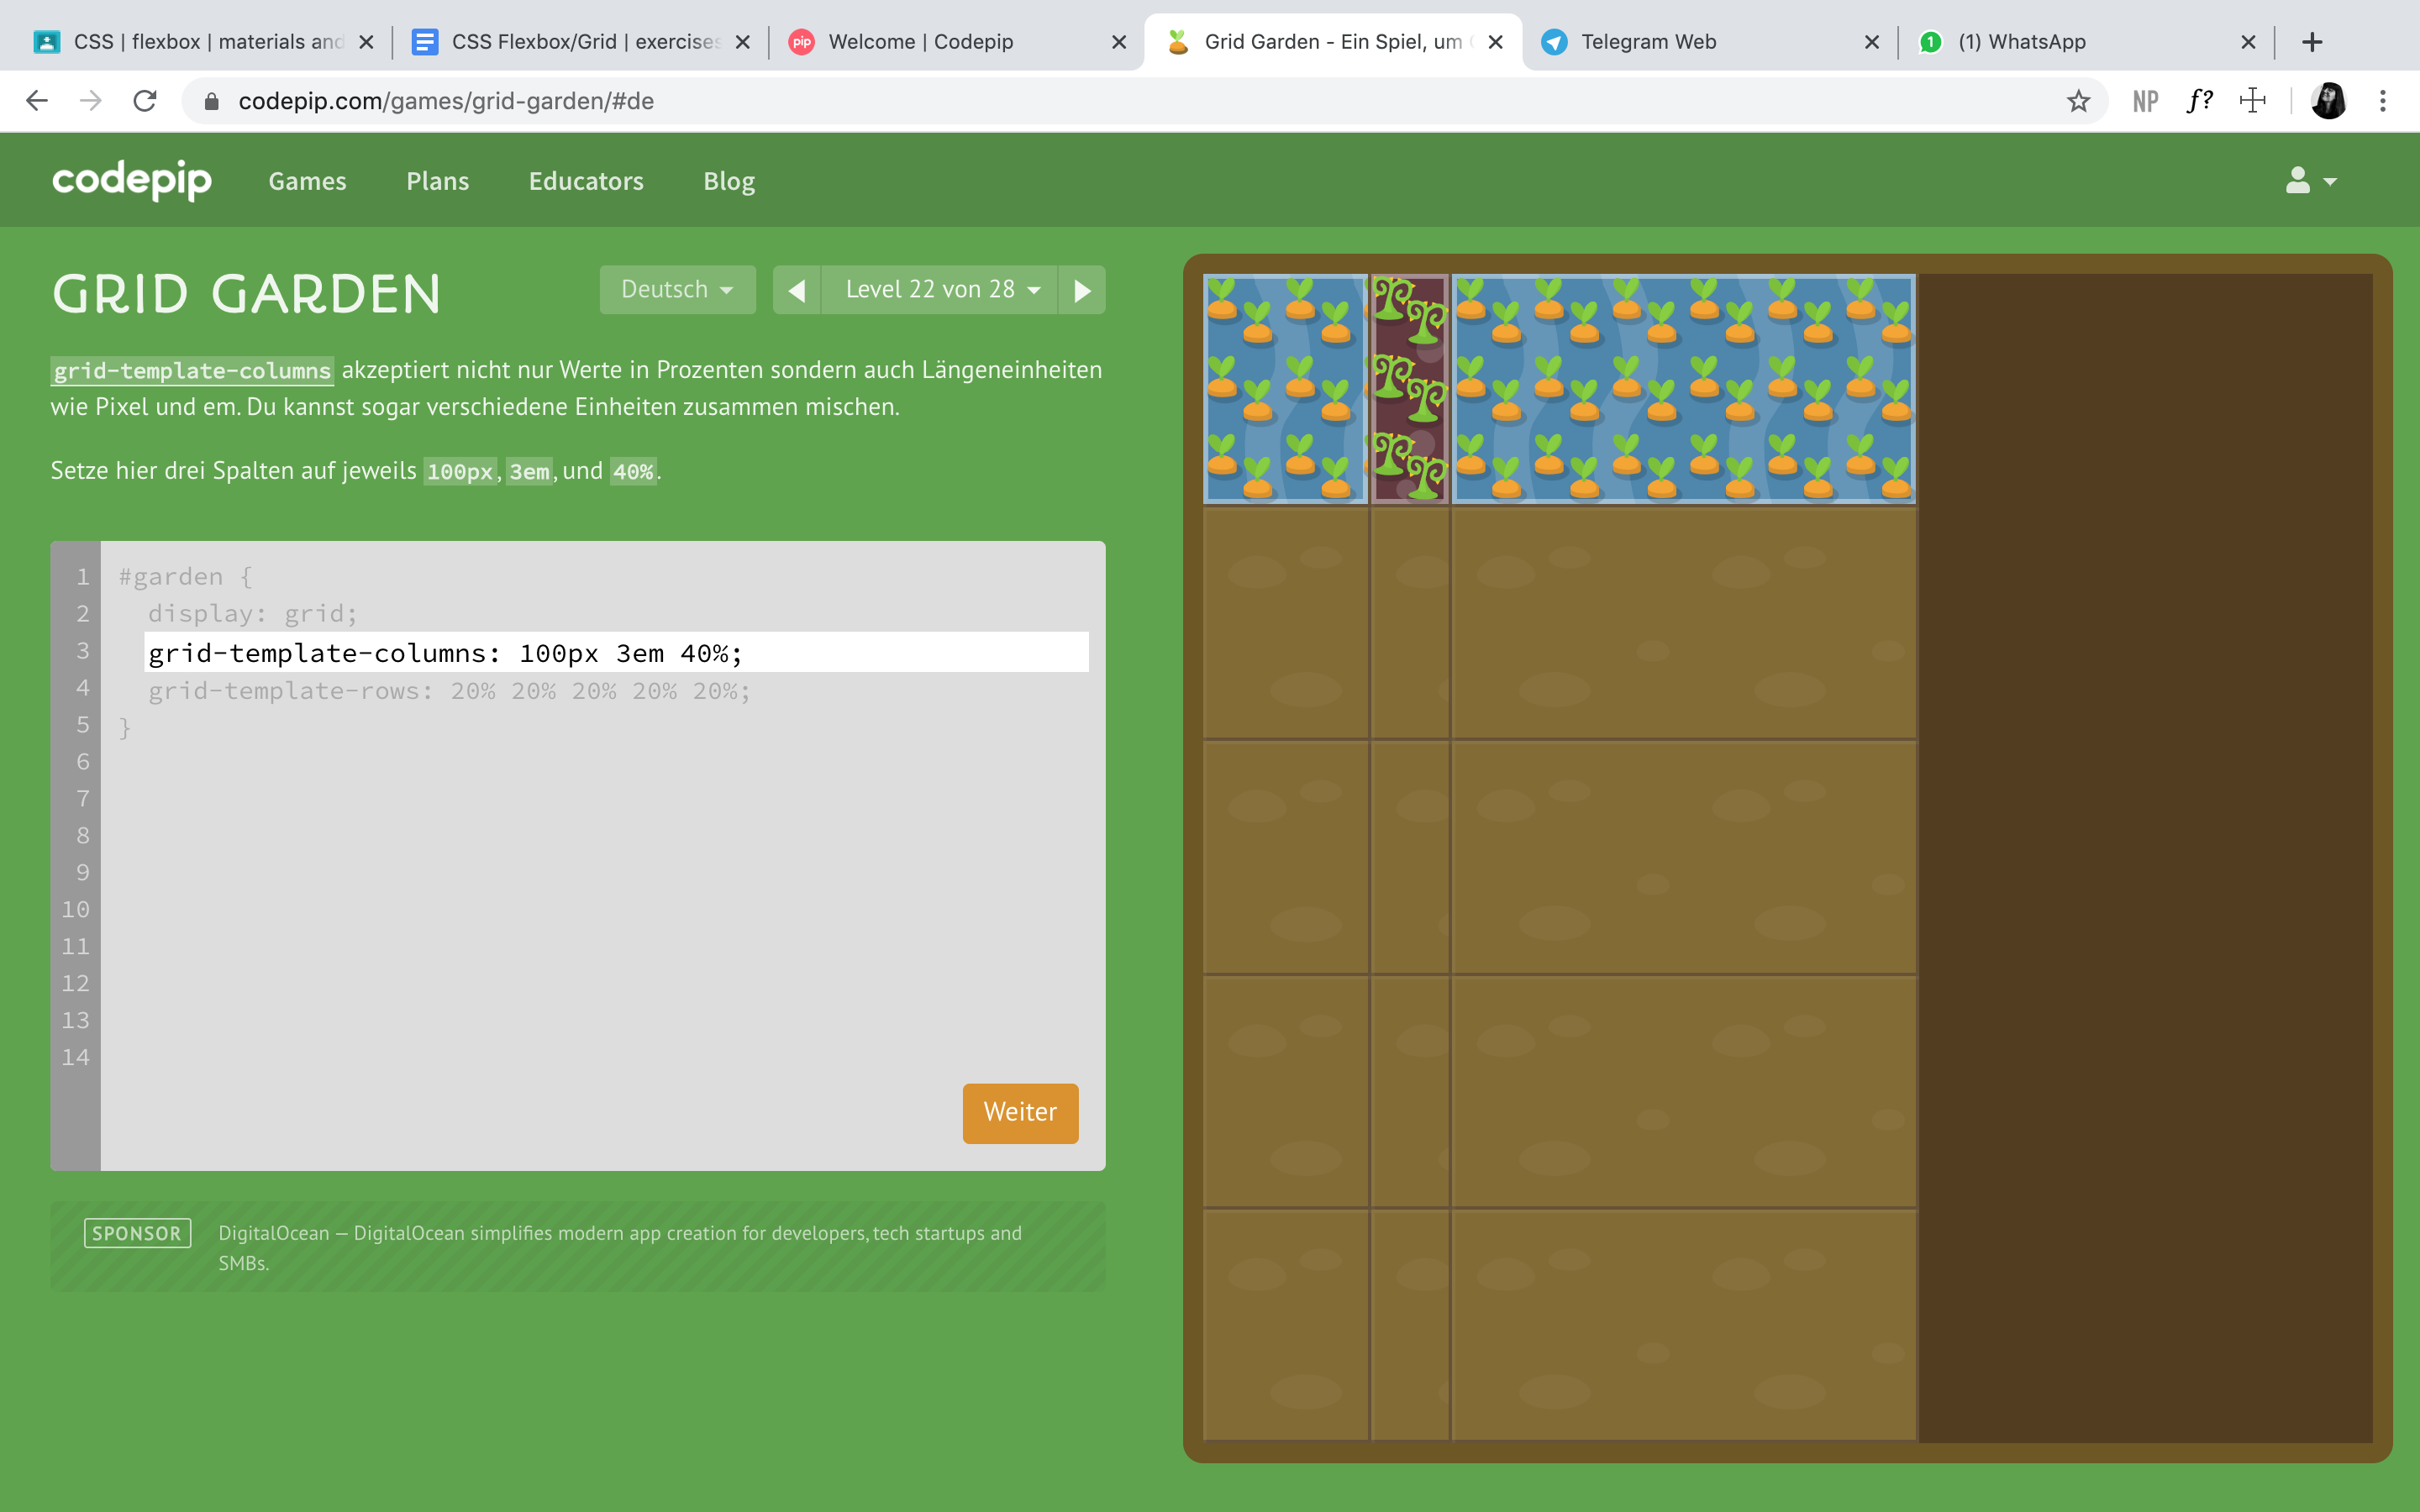 CSS | flexbox | materials and
CSS Flexbox/Grid | exercises
pip
Welcome | Codepip
Grid Garden - Ein Spiel, um
Telegram Web
1
(1) WhatsApp
codepip.com/games/grid-garden/#de
NP
f?
codepip
Games
Plans
Educators
Blog
GRID GARDEN
Deutsch
Level 22 von 28
grid-template-columns akzeptiert nicht nur Werte in Prozenten sondern auch Längeneinheiten
wie Pixel und em. Du kannst sogar verschiedene Einheiten zusammen mischen.
Setze hier drei Spalten auf jeweils 100px, 3em, und 40%.
1 #garden {
2 display: grid;
3 grid-template-columns: 100px 3em 40%;
4 grid-template-rows: 20% 20% 20% 20% 20%;
5 }
6
7
8
9
10
11
12
13
14
Weiter
SPONSOR
DigitalOcean — DigitalOcean simplifies modern app creation for developers, tech startups and
SMBs.